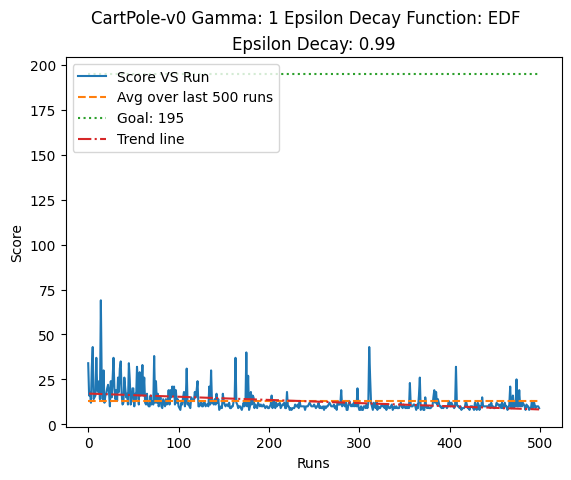 CartPole-v0 Gamma: 1 Epsilon Decay Function: EDF
Epsilon Decay: 0.99
200
175
150
125
100
75
50
25
0
Score
Score VS Run
Avg over last 500 runs
Goal: 195
Trend line
0 100 200 300 400 500
Runs